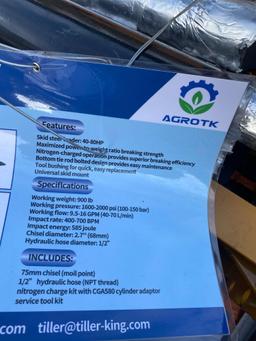 AGROTK
Features:
Skid steer loader: 40-80HP
Maximized power-to-weight ratio breaking strength
Nitrogen-charged operation provides superior breaking efficiency
Bottom tie rod bolted design provides easy maintenance
Tool bushing for quick, easy replacement
Universal skid mount
Specifications
Working weight: 900 lb
Working pressure: 1600-2000 psi (100-150 bar)
Working flow: 9.5-16 GPM (40-70 L/min)
Impact rate: 400-700 BPM
Impact energy: 585 joule
Chisel diameter: 2.7" (68mm)
Hydraulic hose diameter: 1/2"
INCLUDES:
75mm chisel (moil point)
1/2" hydraulic hose (NPT thread)
nitrogen charge kit with CGA580 cylinder adaptor
service tool kit
com tiller@tiller-king.com